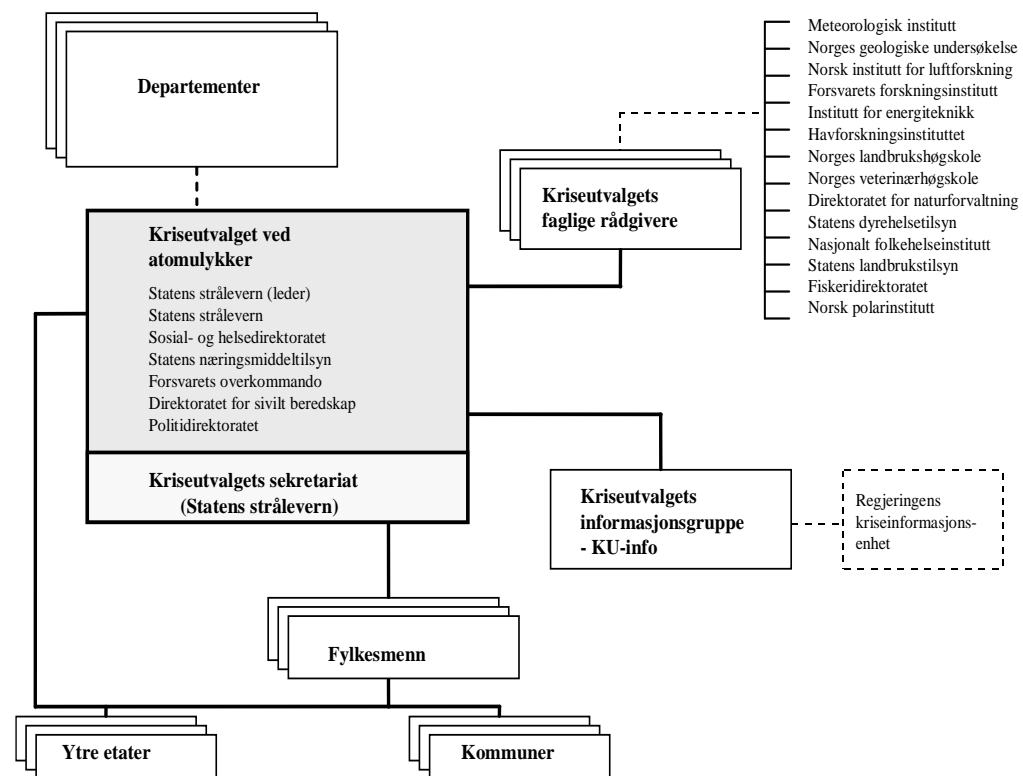 Departementer
Meteorologisk institutt
Norges geologiske undersøkelse
Norsk institutt for luftforskning
Forsvarets forskningsinstitutt
Institutt for energiteknikk
Havforskningsinstituttet
Norges landbrukshøgskole
Norges veterinærhøgskole
Direktoratet for naturforvaltning
Statens dyrehelsetilsyn
Nasjonalt folkehelseinstitutt
Statens landbrukstilsyn
Fiskeridirektoratet
Norsk polarinstitutt
Kriseutvalgets
faglige rådgivere
Kriseutvalget ved
atomulykker
Statens strålevern (leder)
Statens strålevern
Sosial- og helsedirektoratet
Statens næringsmiddeltilsyn
Forsvarets overkommando
Direktoratet for sivilt beredskap
Politidirektoratet
Kriseutvalgets sekretariat
(Statens strålevern)
Kriseutvalgets
informasjonsgruppe
- KU-info
Regjeringens
kriseinformasjons-
enhet
Fylkesmenn
Ytre etater
Kommuner